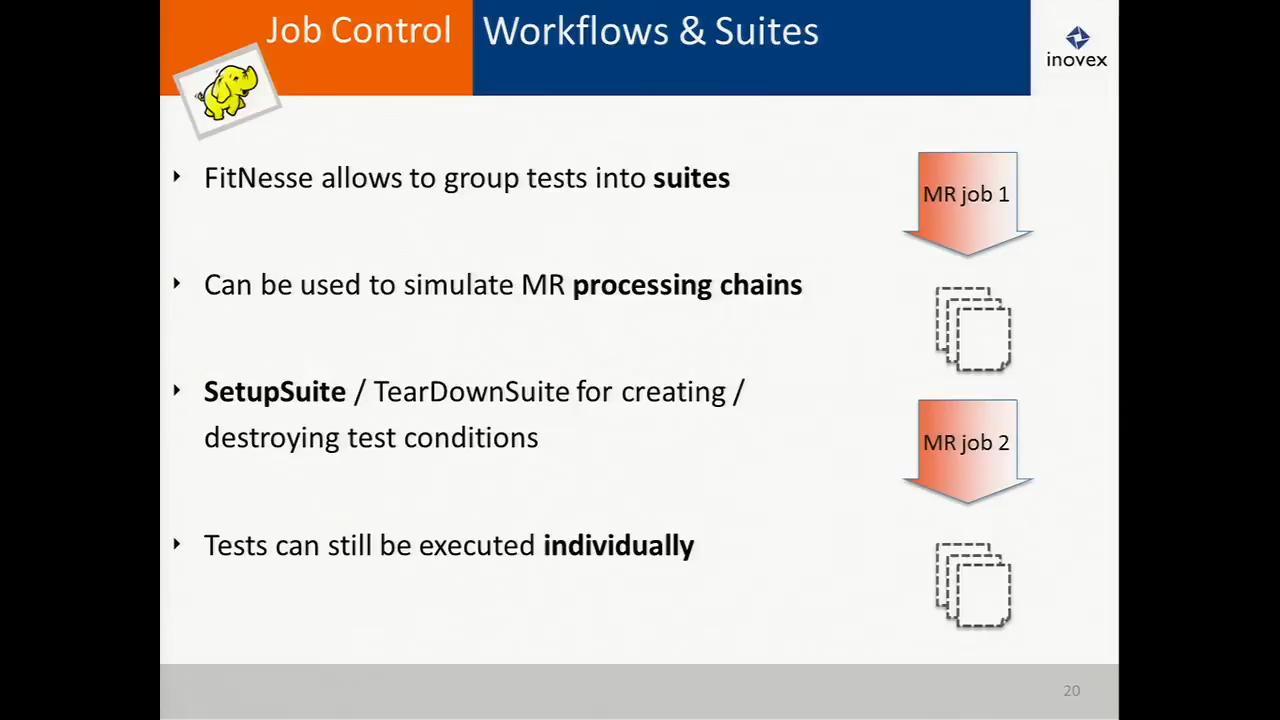 Job Control Workflows & Suites
inovex
‣ FitNesse allows to group tests into suites
‣ Can be used to simulate MR processing chains
‣ SetupSuite / TearDownSuite for creating /
destroying test conditions
‣ Tests can still be executed individually
MR job 1
MR job 2
20